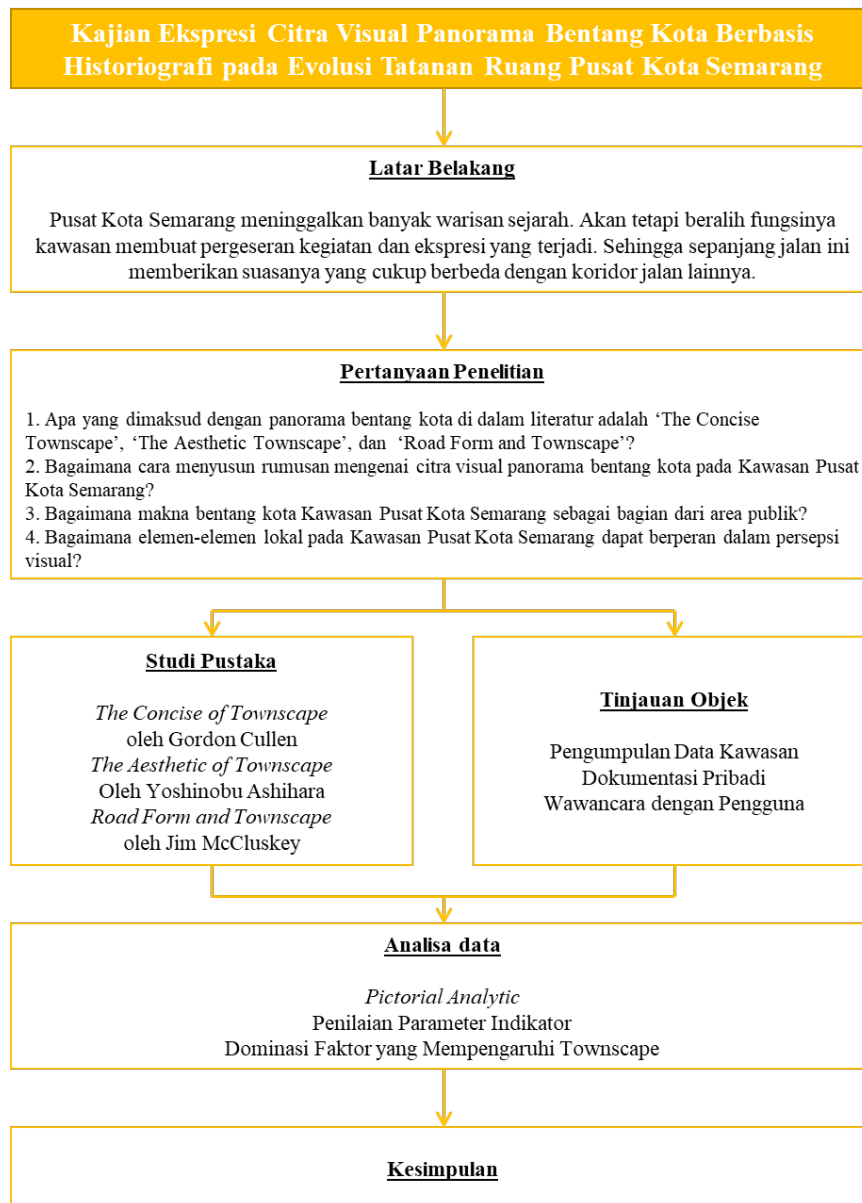 Kajian Ekspresi Citra Visual Panorama Bentang Kota Berbasis
Historiografi pada Evolusi Tatanan Ruang Pusat Kota Semarang
Latar Belakang
Pusat Kota Semarang meninggalkan banyak warisan sejarah. Akan tetapi beralih fungsinya
kawasan membuat pergeseran kegiatan dan ekspresi yang terjadi. Sehingga sepanjang jalan ini
memberikan suasanya yang cukup berbeda dengan koridor jalan lainnya.
Pertanyaan Penelitian
1. Apa yang dimaksud dengan panorama bentang kota di dalam literatur adalah ‘The Concise
Townscape’, ‘The Aesthetic Townscape’, dan ‘Road Form and Townscape’?
2. Bagaimana cara menyusun rumusan mengenai citra visual panorama bentang kota pada Kawasan Pusat
Kota Semarang?
3. Bagaimana makna bentang kota Kawasan Pusat Kota Semarang sebagai bagian dari area publik?
4. Bagaimana elemen-elemen lokal pada Kawasan Pusat Kota Semarang dapat berperan dalam persepsi
visual?
Studi Pustaka
The Concise of Townscape
oleh Gordon Cullen
The Aesthetic of Townscape
Oleh Yoshinobu Ashihara
Road Form and Townscape
oleh Jim McCluskey
Tinjauan Objek
Pengumpulan Data Kawasan
Dokumentasi Pribadi
Wawancara dengan Pengguna
Analisa data
Pictorial Analytic
Penilaian Parameter Indikator
Dominasi Faktor yang Mempengaruhi Townscape
Kesimpulan